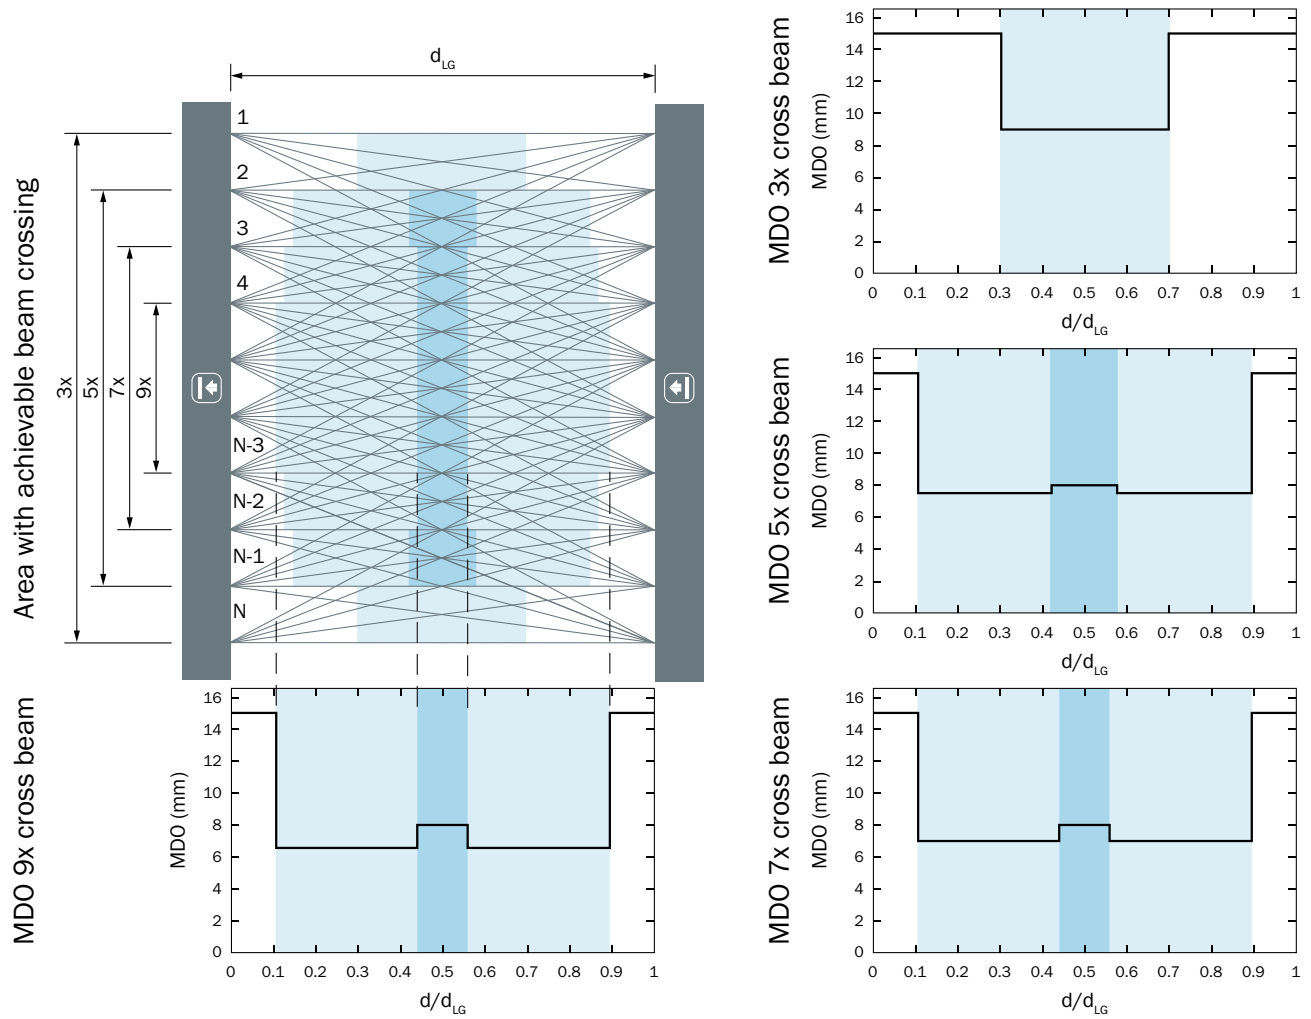 Area with achievable beam crossing
3x
5x
7x
9x
d_LG
1
2
3
4
N-3
N-2
N-1
N
MDO 3x cross beam
MDO (mm)
16
14
12
10
8
6
4
2
0
0 0.1 0.2 0.3 0.4 0.5 0.6 0.7 0.8 0.9 1
d/d_LG
MDO 5x cross beam
MDO (mm)
16
14
12
10
8
6
4
2
0
0 0.1 0.2 0.3 0.4 0.5 0.6 0.7 0.8 0.9 1
d/d_LG
MDO 9x cross beam
MDO (mm)
16
14
12
10
8
6
4
2
0
0 0.1 0.2 0.3 0.4 0.5 0.6 0.7 0.8 0.9 1
d/d_LG
MDO 7x cross beam
MDO (mm)
16
14
12
10
8
6
4
2
0
0 0.1 0.2 0.3 0.4 0.5 0.6 0.7 0.8 0.9 1
d/d_LG